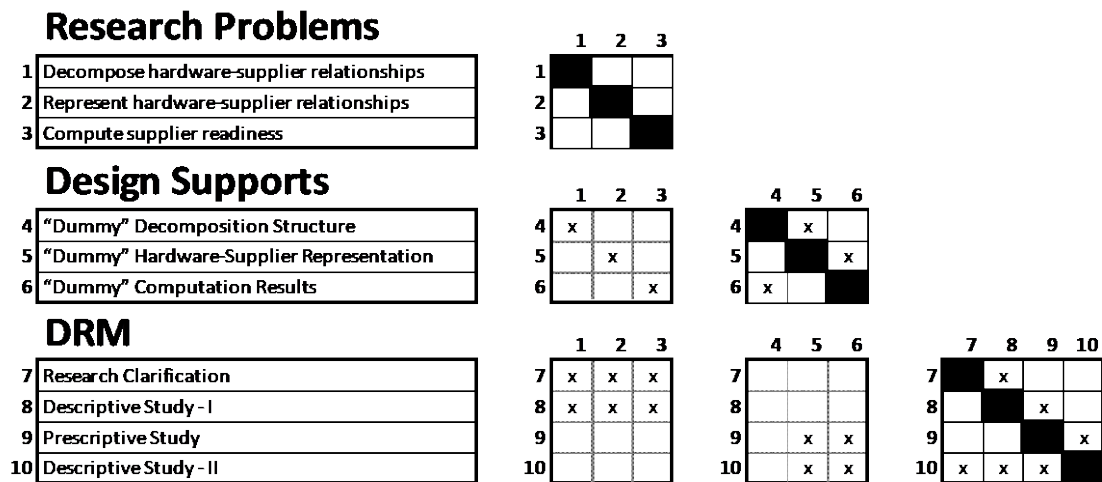 Research Problems
1 2 3
1 Decompose hardware-supplier relationships 1
2 Represent hardware-supplier relationships 2
3 Compute supplier readiness 3
Design Supports
1 2 3 4 5 6
4 “Dummy” Decomposition Structure 4 x 4 x
5 “Dummy” Hardware-Supplier Representation 5 x 5 x
6 “Dummy” Computation Results 6 x 6 x
DRM
1 2 3 4 5 6 7 8 9 10
7 Research Clarification 7 x x x 7 7 x
8 Descriptive Study - I 8 x x x 8 8 x
9 Prescriptive Study 9 9 x x 9 x
10 Descriptive Study - II 10 10 x x 10 x x x